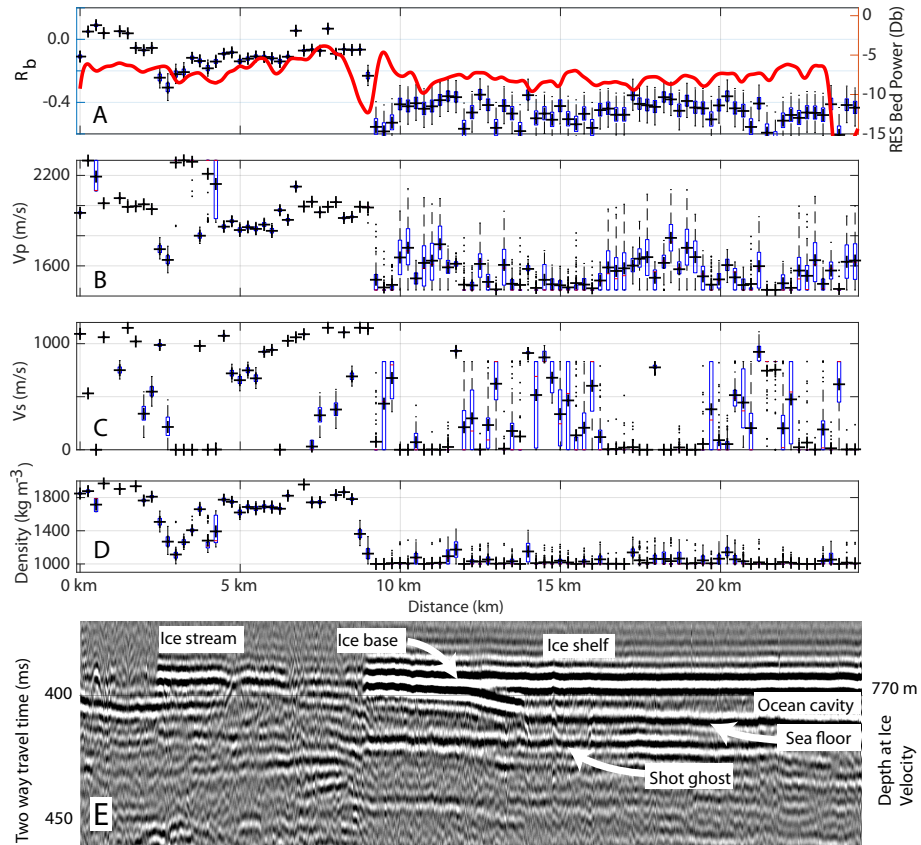 0.0
-0.4
R_b
A
0
-5
-10
-15
RES Bed Power (Db)
2200
1600
Vp (m/s)
B
1000
0
Vs (m/s)
C
1800
1400
1000
Density (kg m⁻³)
D
0Km
5 km
10 km
15 km
20 km
Distance (km)
Ice stream
Ice base
Ice shelf
Two way travel time (ms)
400
450
770 m
Ocean cavity
Sea floor
Shot ghost
Depth at Ice
Velocity
E